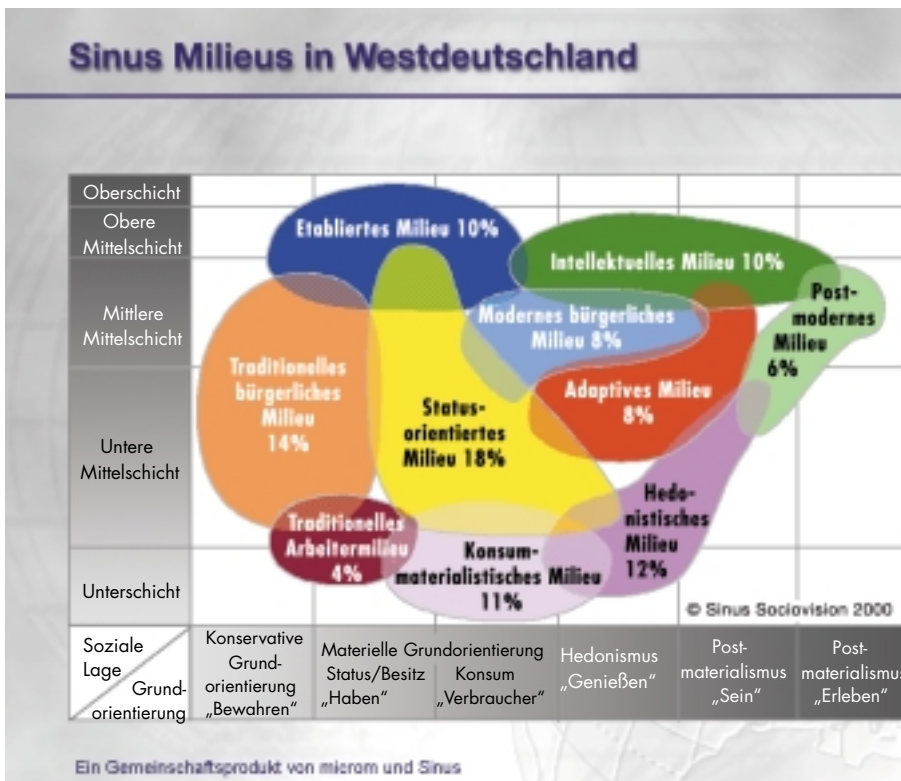 Sinus Milieus in Westdeutschland
Oberschicht
Obere
Mittelschicht
Mittlere
Mittelschicht
Untere
Mittelschicht
Unterschicht
Etabliertes Milieu 10%
Intellektuelles Milieu 10%
Post-
modernes
Milieu
6%
Modernes bürgerliches
Milieu 8%
Traditionelles
bürgerliches
Milieu
14%
Status-
orientiertes
Milieu 18%
Adaptives Milieu
8%
Hedo-
nistisches
Milieu
12%
Traditionelles
Arbeitermilieu
4%
Konsum-
materialistisches Milieu
11%
© Sinus Sociovision 2000
Soziale
Lage
Grund-
orientierung
Konservative
Grund-
orientierung
„Bewahren“
Materielle Grundorientierung
Status/Besitz
„Haben“
Konsum
„Verbraucher“
Hedonismus
„Genießen“
Post-
materialismus
„Sein“
Post-
materialismus
„Erleben“
Ein Gemeinschaftsprodukt von microm und Sinus